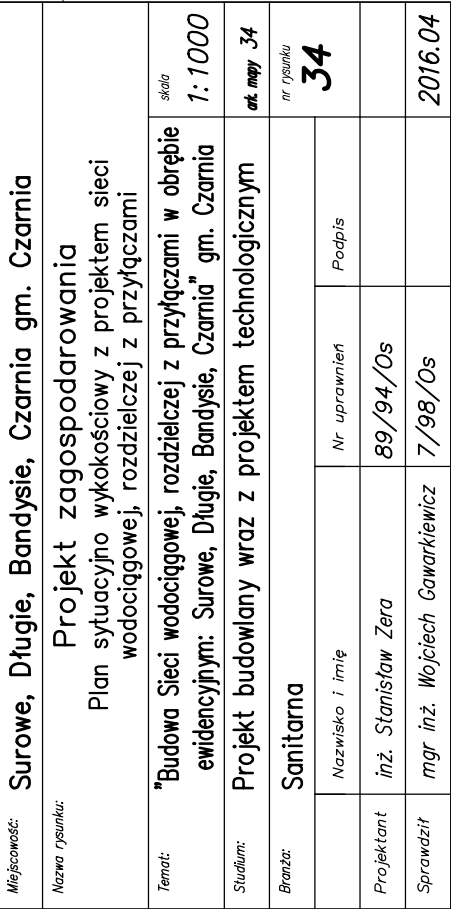 Miejscowość: Surowe, Długie, Bandysie, Czarnia gm. Czarnia
Nazwa rysunku: Projekt zagospodarowania
Plan sytuacyjno wykokościowy z projektem sieci
wodociągowej, rozdzielczej z przyłączami
Temat: "Budowa Sieci wodociągowej, rozdzielczej z przyłączami w obrębie
ewidencyjnym: Surowe, Długie, Bandysie, Czarnia" gm. Czarnia
skala
1:1000
Studium: Projekt budowlany wraz z projektem technologicznym
ark. mapy 34
Branża: Sanitarna
nr rysunku
34
Nazwisko i imię Nr uprawnień Podpis
Projektant inż. Stanisław Zera 89/94/Os
Sprawdził mgr inż. Wojciech Gawarkiewicz 7/98/Os 2016.04